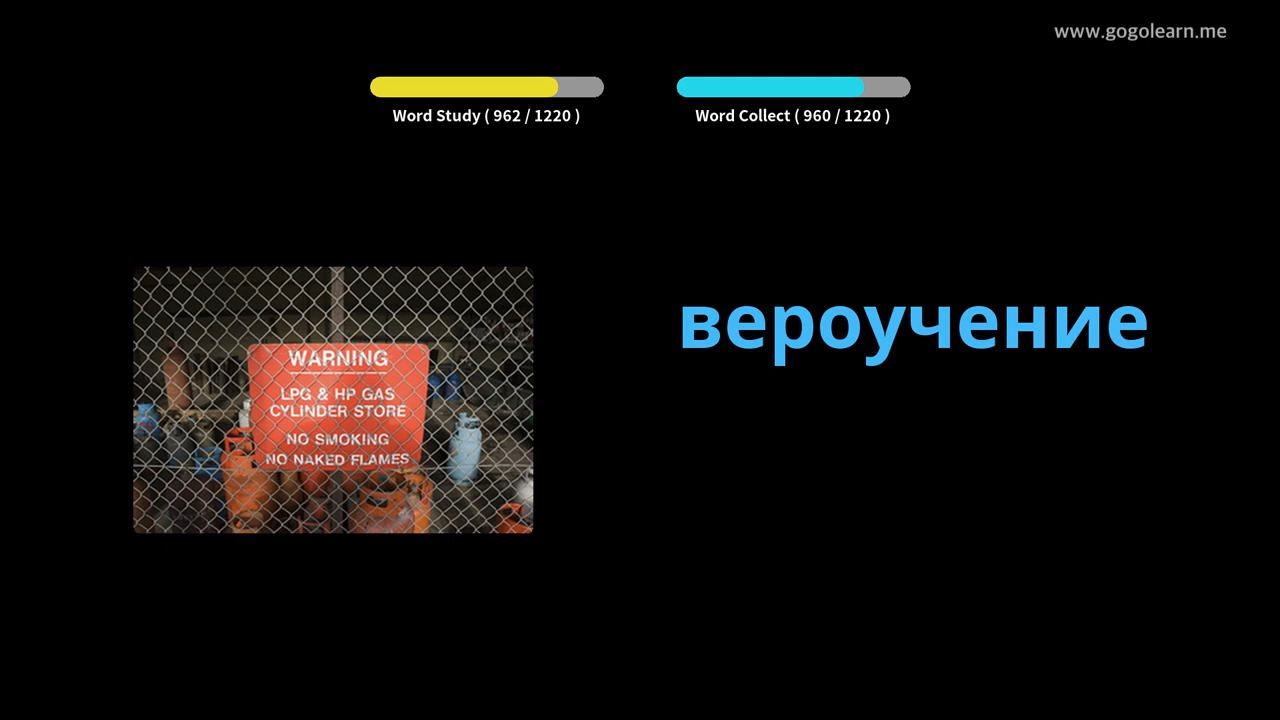 www.gogolearn.me
Word Study ( 962 / 1220 )
Word Collect ( 960 / 1220 )
вероучение
WARNING
LPG & HP GAS
CYLINDER STORE
NO SMOKING
NO NAKED FLAMES